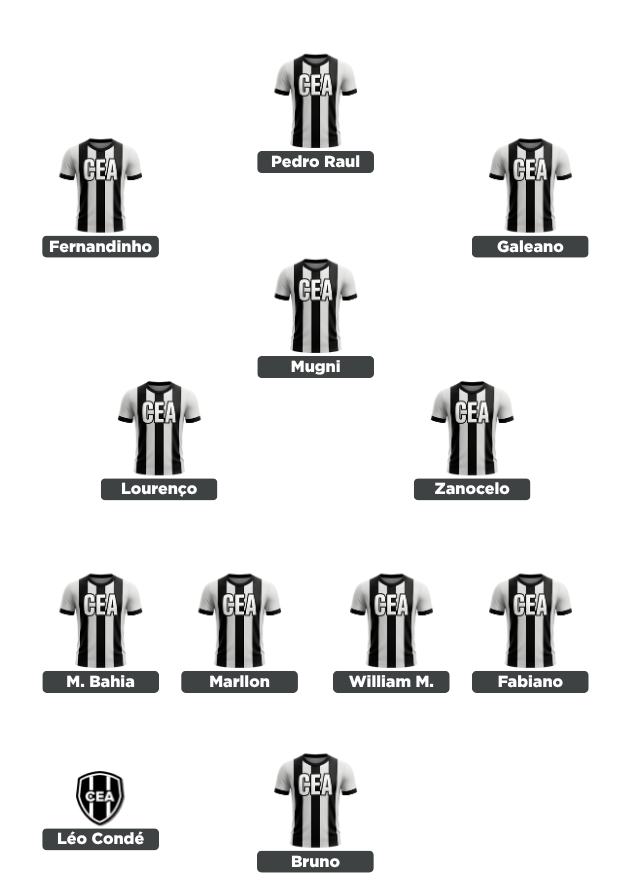 CEA
Pedro Raul
CEA
CEA
Fernandinho
Galeano
CEA
Mugni
CEA
CEA
Lourenço
Zanocelo
CEA
CEA
CEA
CEA
M. Bahia
Marllon
William M.
Fabiano
CEA
CEA
Léo Condé
Bruno